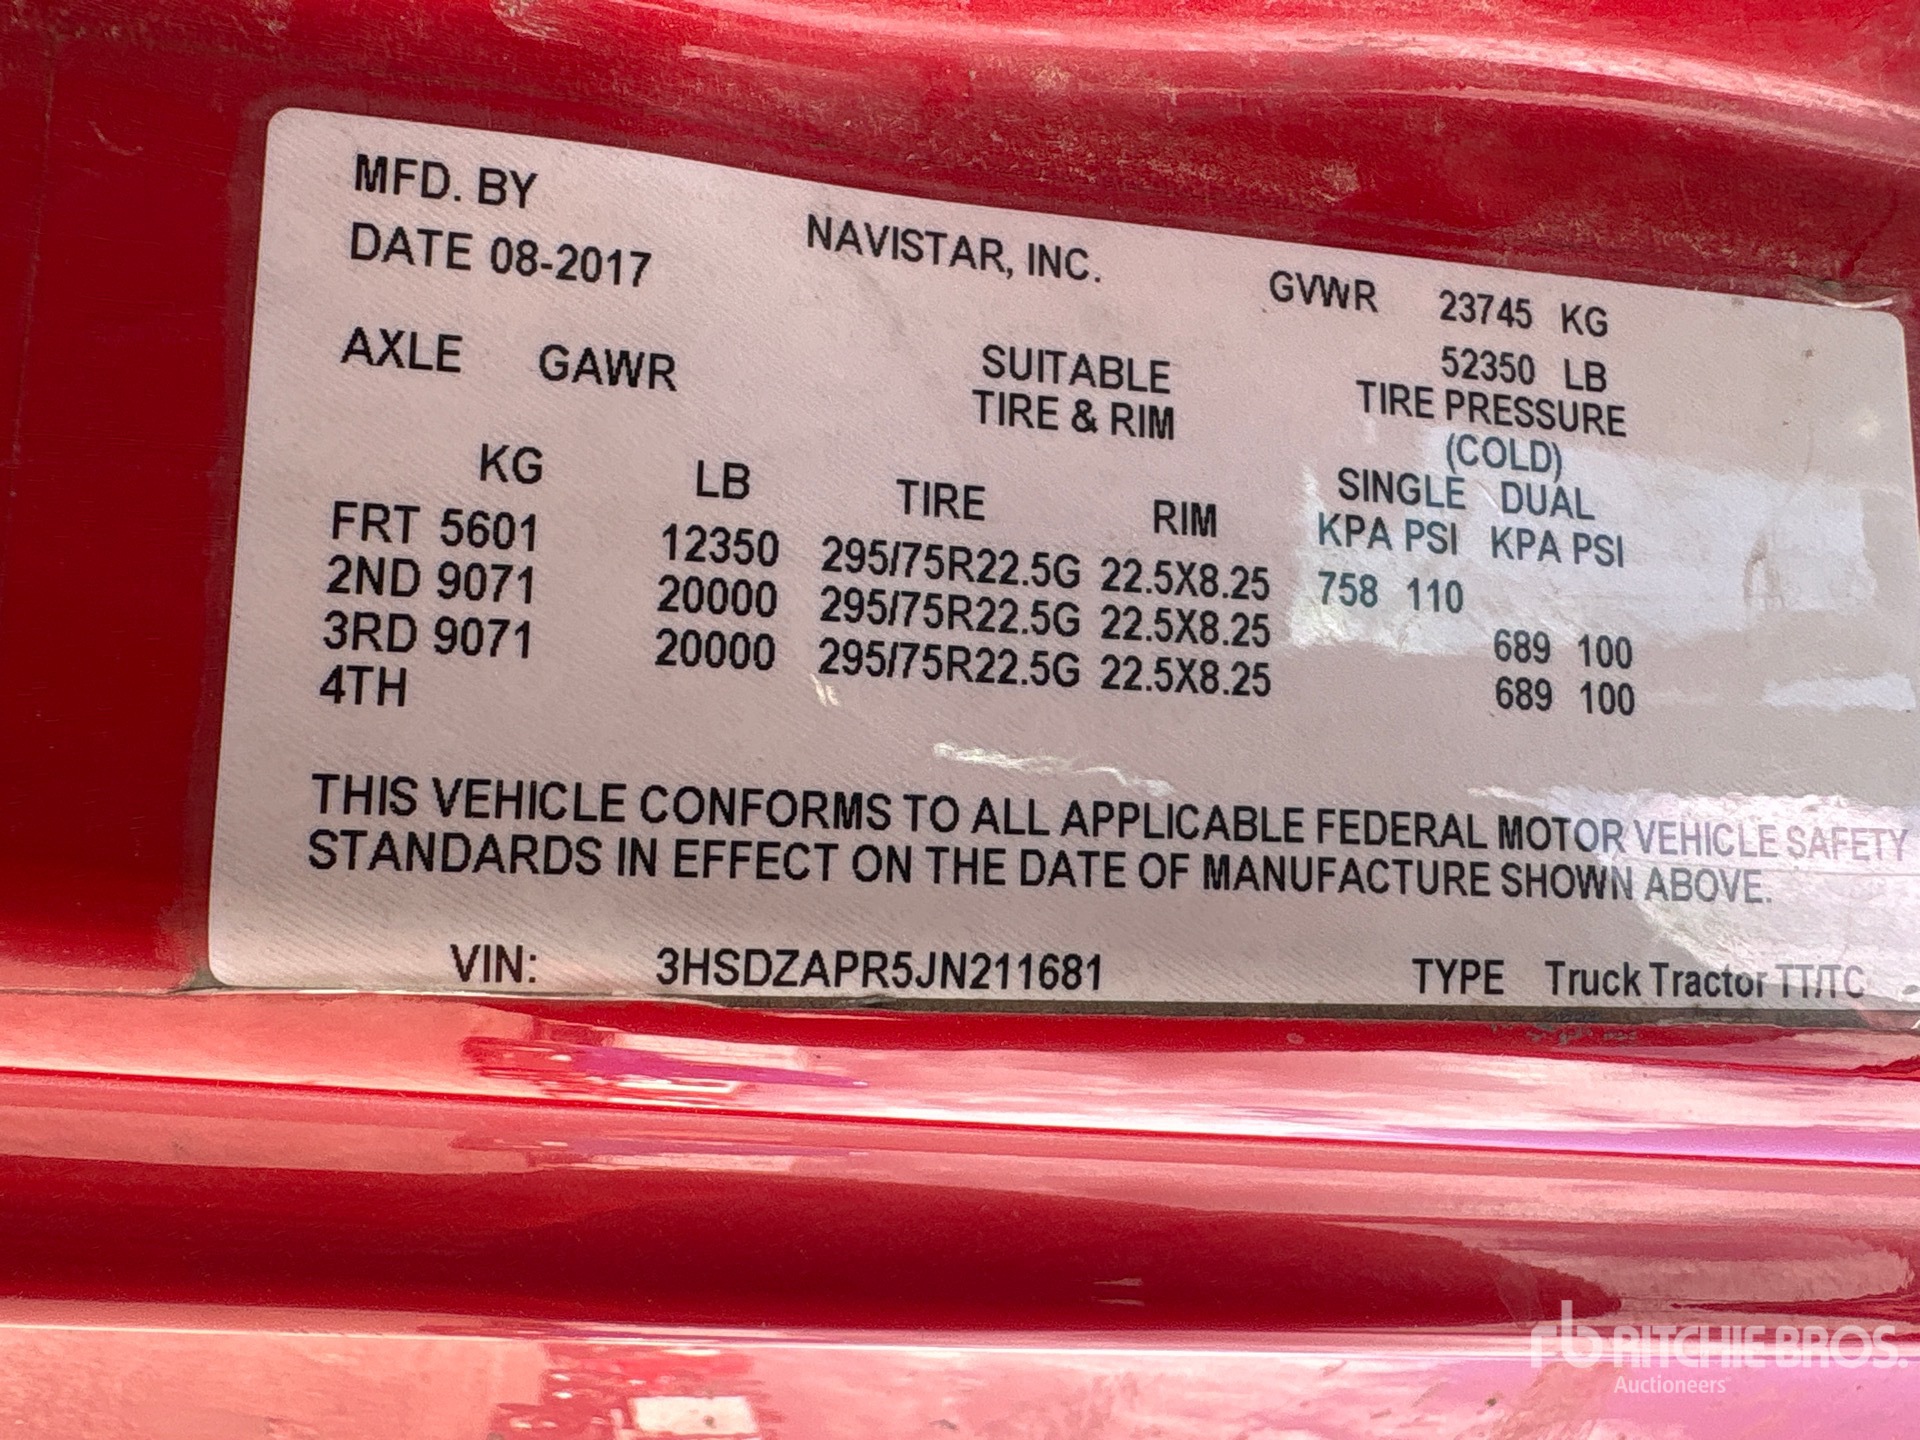 MFD. BY NAVISTAR, INC.
DATE 08-2017 GVWR 23745 KG
52350 LB
AXLE GAWR SUITABLE TIRE PRESSURE
TIRE & RIM (COLD)
SINGLE DUAL
KG LB TIRE RIM KPA PSI KPA PSI
FRT 5601 12350 295/75R22.5G 22.5X8.25 758 110
2ND 9071 20000 295/75R22.5G 22.5X8.25 689 100
3RD 9071 20000 295/75R22.5G 22.5X8.25 689 100
4TH
THIS VEHICLE CONFORMS TO ALL APPLICABLE FEDERAL MOTOR VEHICLE SAFETY
STANDARDS IN EFFECT ON THE DATE OF MANUFACTURE SHOWN ABOVE.
VIN: 3HSDZAPR5JN211681 TYPE Truck Tractor TT/TC
rb RITCHIE BROS.
Auctioneers